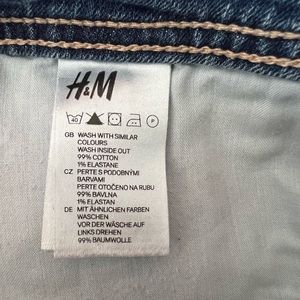 H&M
40 P
GB WASH WITH SIMILAR
COLOURS
WASH INSIDE OUT
99% COTTON
1% ELASTANE
CZ PERTE S PODOBNÝMI
BARVAMI
PERTE OTOČENO NA RUBU
99% BAVLNA
1% ELASTAN
DE MIT ÄHNLICHEN FARBEN
WASCHEN
VOR DER WÄSCHE AUF
LINKS DREHEN
99% BAUMWOLLE